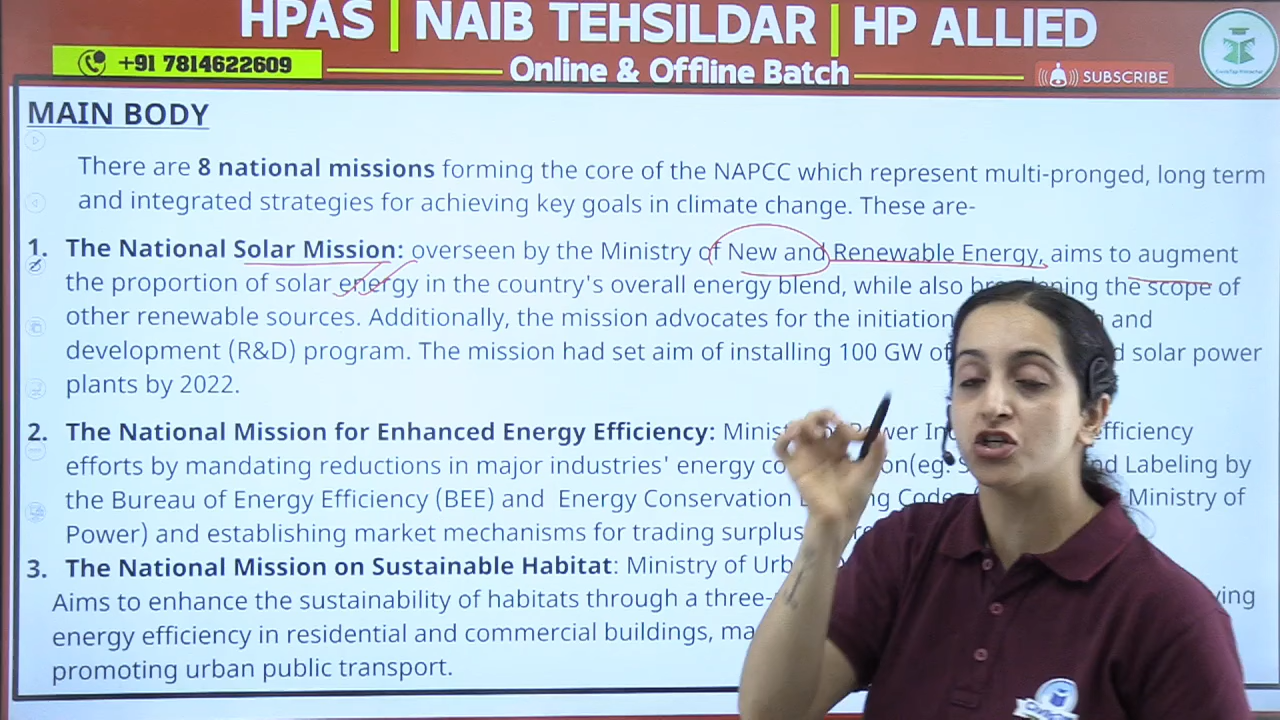 HPAS | NAIB TEHSILDAR | HP ALLIED
+91 7814622609
Online & Offline Batch
SUBSCRIBE
MAIN BODY
There are 8 national missions forming the core of the NAPCC which represent multi-pronged, long term
and integrated strategies for achieving key goals in climate change. These are-
1. The National Solar Mission: overseen by the Ministry of New and Renewable Energy, aims to augment
the proportion of solar energy in the country's overall energy blend, while also the scope of
other renewable sources. Additionally, the mission advocates for the initiation and
development (R&D) program. The mission had set aim of installing 100 GW of solar power
plants by 2022.
2. The National Mission for Enhanced Energy Efficiency: efficiency
efforts by mandating reductions in major industries' energy Labeling by
the Bureau of Energy Efficiency (BEE) and Energy Conservation Ministry of
Power) and establishing market mechanisms for trading surplus
3. The National Mission on Sustainable Habitat: Ministry of
Aims to enhance the sustainability of habitats through a
energy efficiency in residential and commercial buildings,
promoting urban public transport.